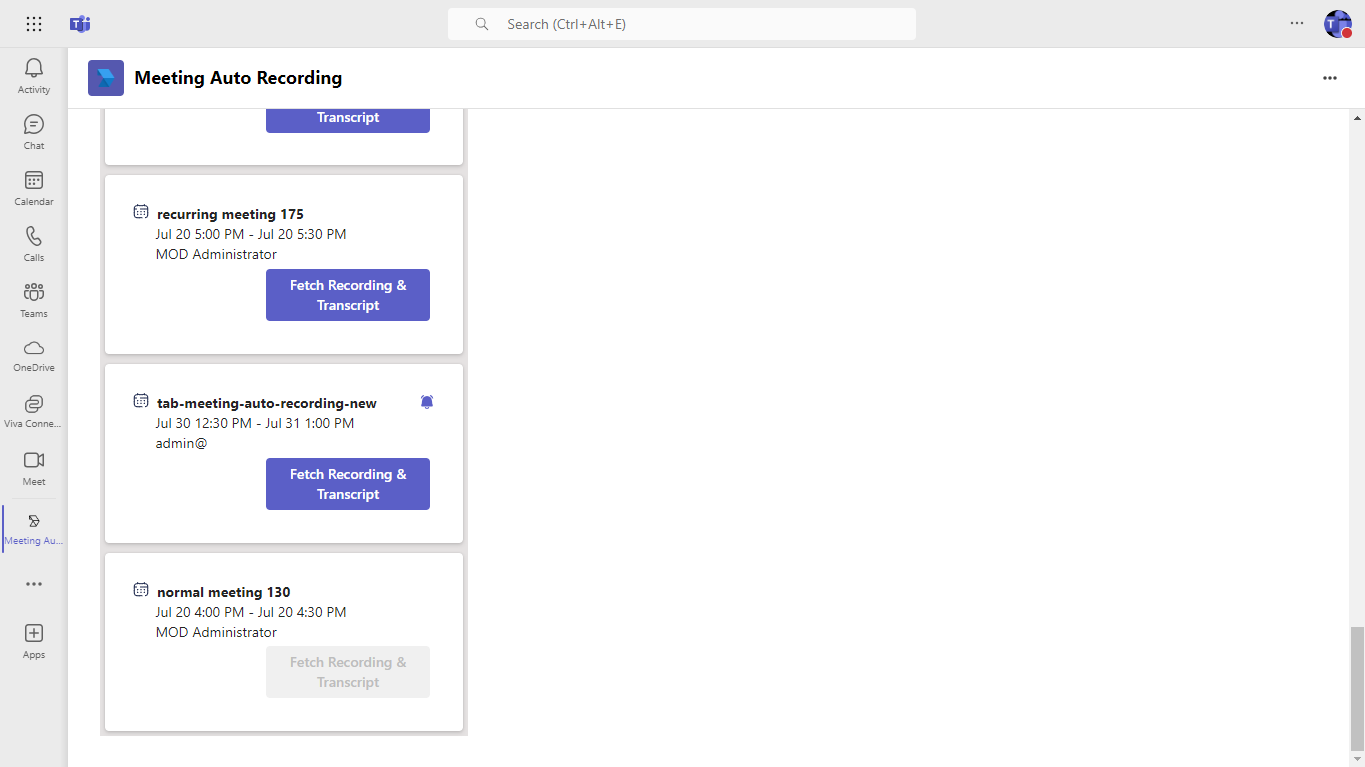 Search (Ctrl+Alt+E)
Activity
Chat
Calendar
Calls
Teams
OneDrive
Viva Conne...
Meet
Meeting Au...
Apps
Meeting Auto Recording
Transcript
recurring meeting 175
Jul 20 5:00 PM - Jul 20 5:30 PM
MOD Administrator
Fetch Recording &
Transcript
tab-meeting-auto-recording-new
Jul 30 12:30 PM - Jul 31 1:00 PM
admin@
Fetch Recording &
Transcript
normal meeting 130
Jul 20 4:00 PM - Jul 20 4:30 PM
MOD Administrator
Fetch Recording &
Transcript